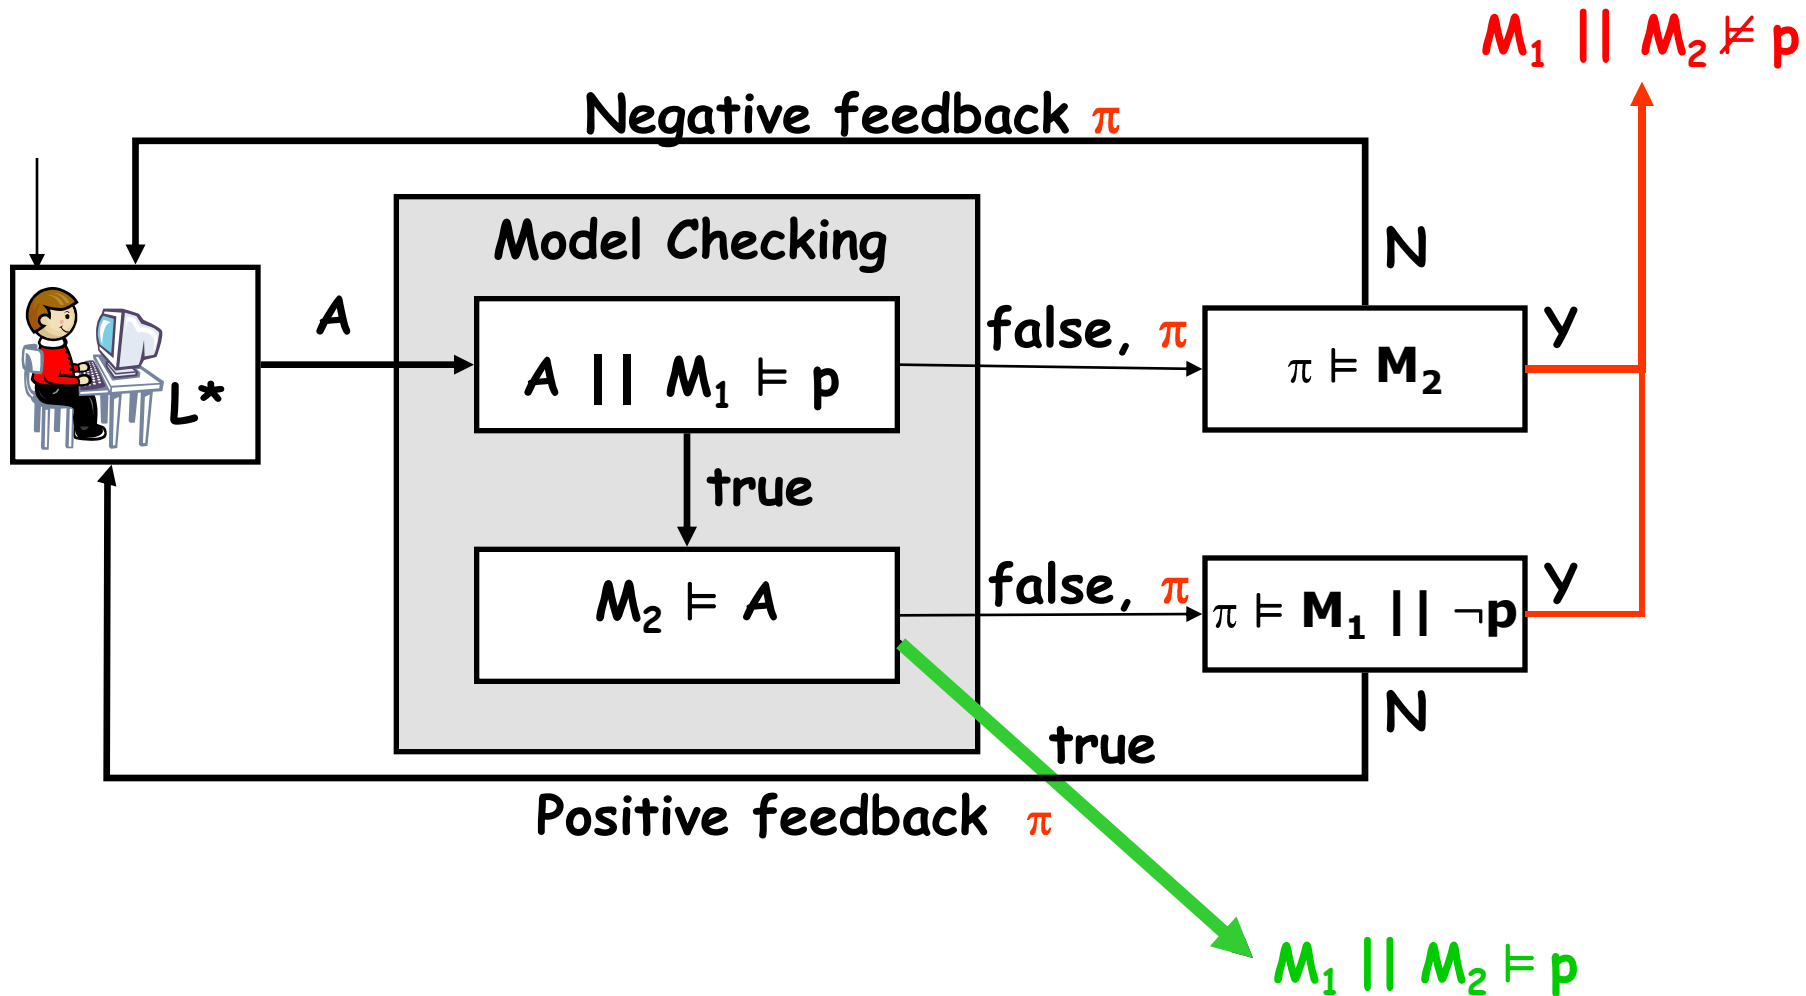 M₁ || M₂ ⊭ p
Negative feedback π
Model Checking
N
A
false, π
Y
A || M₁ ⊨ p
π ⊨ M₂
L*
true
false, π
Y
M₂ ⊨ A
π ⊨ M₁ || ¬p
N
true
Positive feedback π
M₁ || M₂ ⊨ p